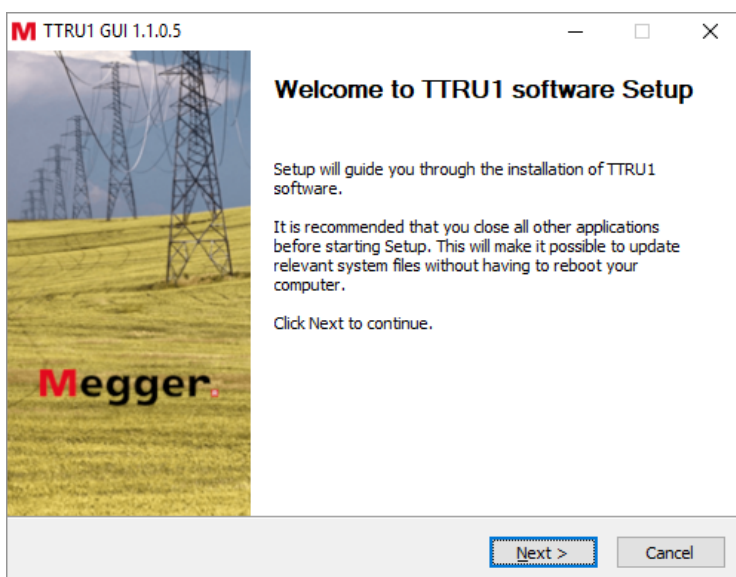 M TTRU1 GUI 1.1.0.5
Welcome to TTRU1 software Setup
Setup will guide you through the installation of TTRU1
software.
It is recommended that you close all other applications
before starting Setup. This will make it possible to update
relevant system files without having to reboot your
computer.
Click Next to continue.
Megger.
Next >
Cancel